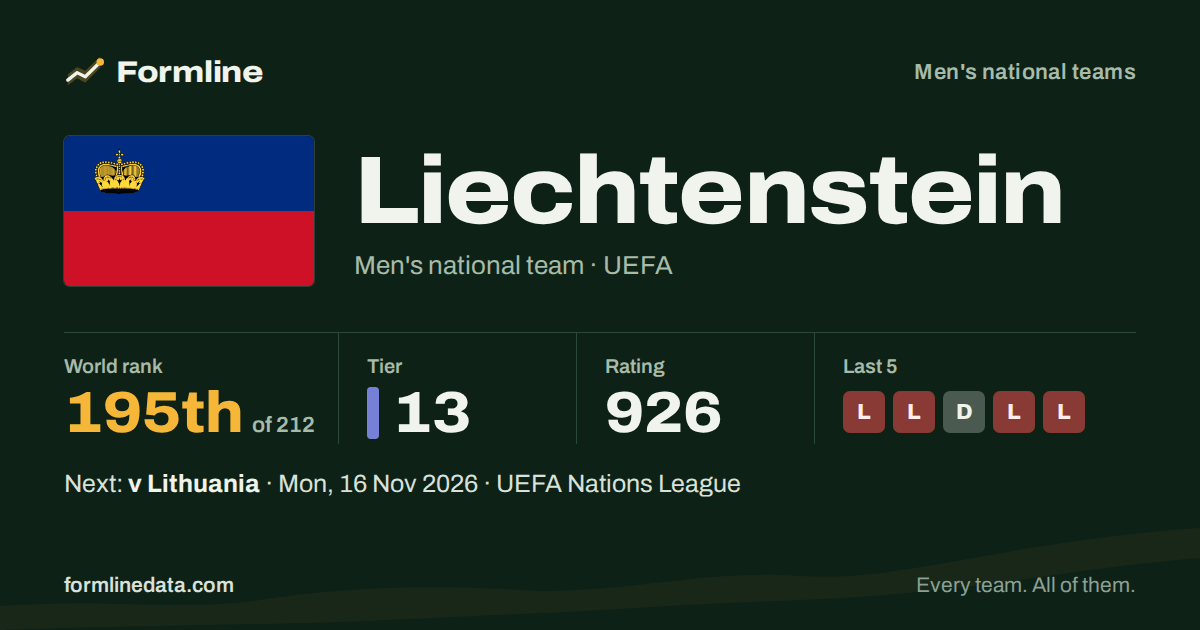 Formline
Men's national teams
Liechtenstein
Men's national team · UEFA
World rank
195th of 212
Tier
13
Rating
926
Last 5
L L D L L
Next: v Lithuania · Mon, 16 Nov 2026 · UEFA Nations League
formlinedata.com
Every team. All of them.